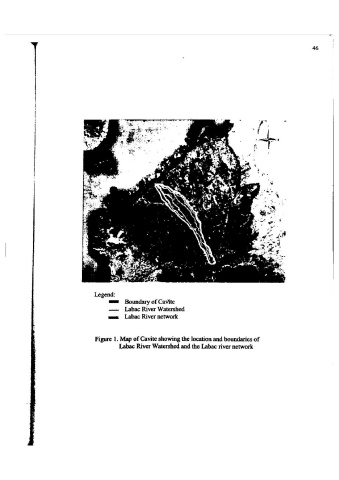 46
Legend:
Boundary of Cavite
Labac River Watershed
Labac River network
Figure 1. Map of Cavite showing the location and boundaries of
Labac River Watershed and the Labac river network